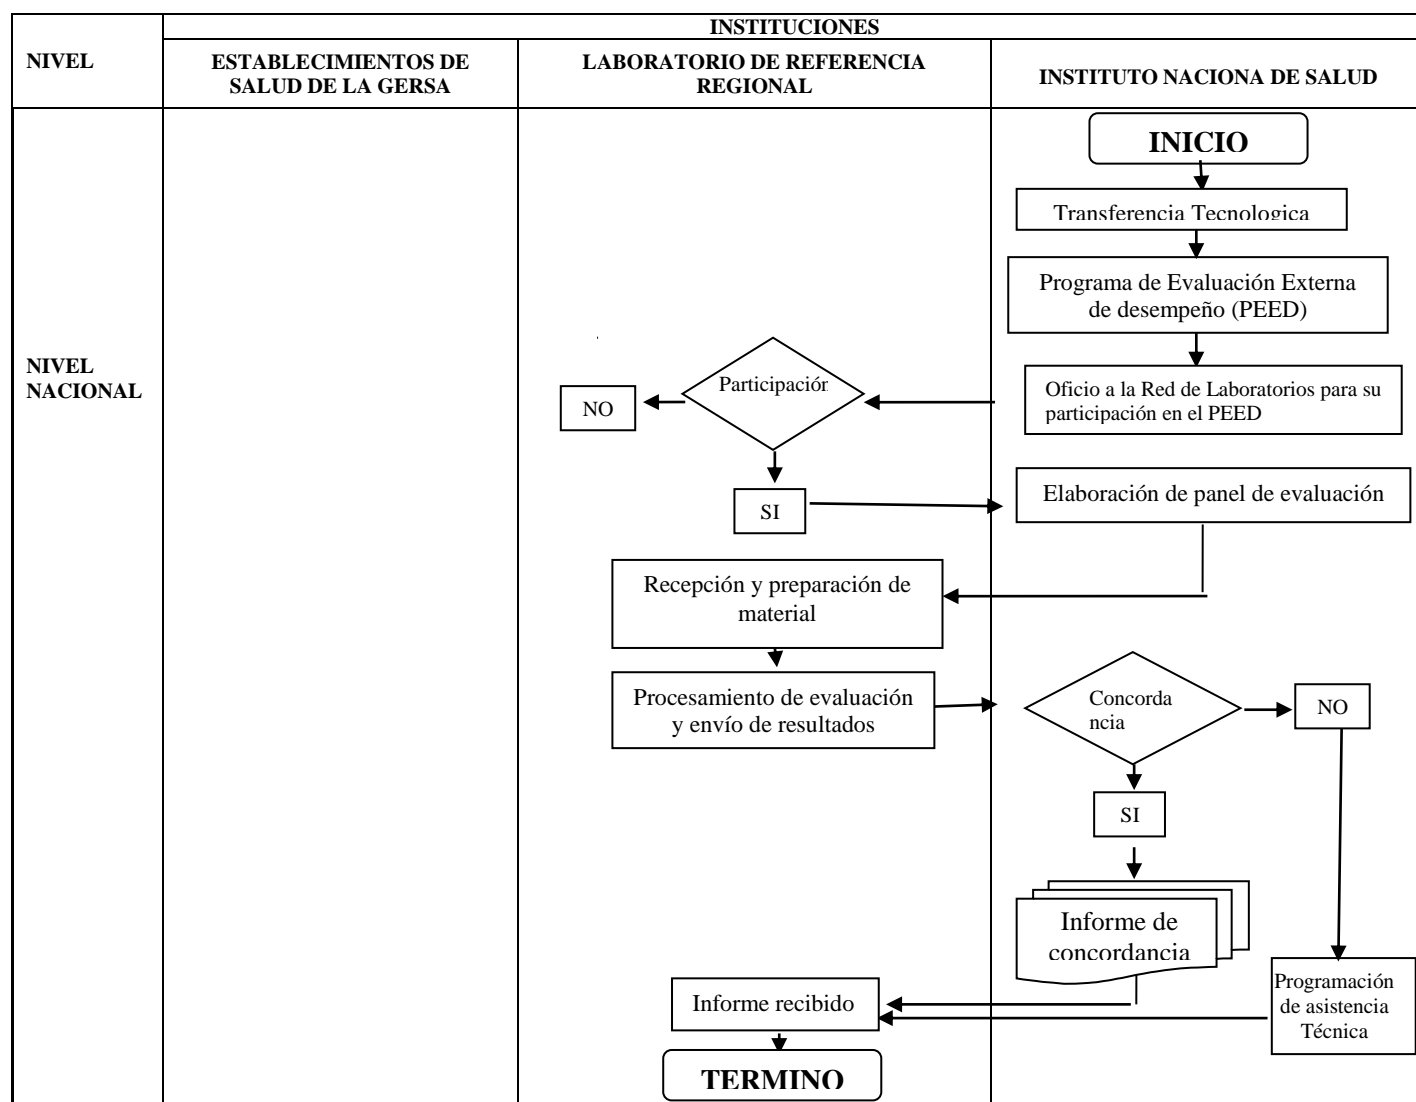 INSTITUCIONES
NIVEL
ESTABLECIMIENTOS DE
SALUD DE LA GERSA
LABORATORIO DE REFERENCIA
REGIONAL
INSTITUTO NACIONA DE SALUD
NIVEL
NACIONAL
INICIO
Transferencia Tecnologica
Programa de Evaluación Externa
de desempeño (PEED)
Oficio a la Red de Laboratorios para su
participación en el PEED
Participación
NO
SI
Elaboración de panel de evaluación
Recepción y preparación de
material
Procesamiento de evaluación
y envío de resultados
Concorda
ncia
NO
SI
Informe de
concordancia
Programación
de asistencia
Técnica
Informe recibido
TERMINO